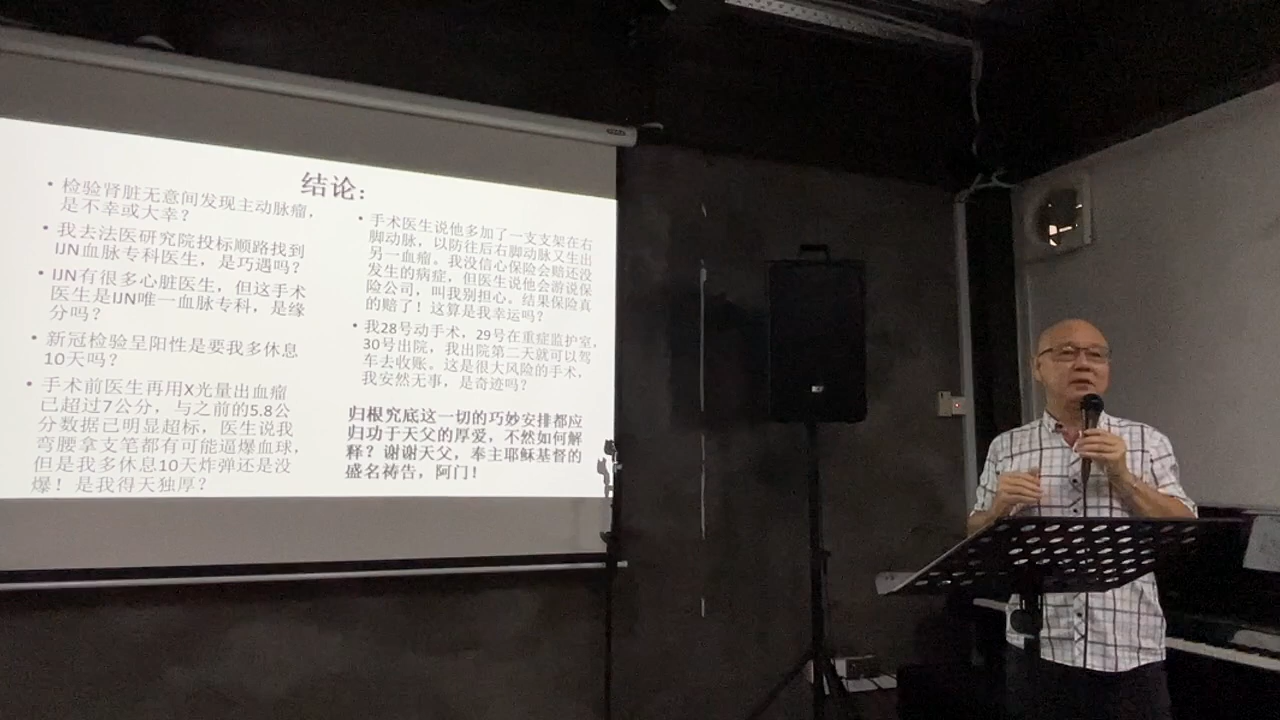 结论：
• 检验肾脏无意间发现主动脉瘤，
是不幸或大幸？
• 我去法医研究院投标顺路找到
IJN血脉专科医生，是巧遇吗？
• IJN有很多心脏医生，但这手术
医生是IJN唯一血脉专科，是缘
分吗？
• 新冠检验呈阳性是要我多休息
10天吗？
• 手术前医生再用X光量出血瘤
已超过7公分，与之前的5.8公
分数据已明显超标，医生说我
弯腰拿支笔都有可能逼爆血球，
但是我多休息10天炸弹还是没
爆！是我得天独厚？
• 手术医生说他多加了一支支架在右
脚动脉，以防往后右脚动脉又生出
另一血瘤。我没信心保险会赔还没
发生的病症，但医生说他会游说保
险公司，叫我别担心。结果保险真
的赔了！这算是我幸运吗？
• 我28号动手术，29号在重症监护室，
30号出院，我出院第二天就可以驾
车去收账。这是很大风险的手术，
我安然无事，是奇迹吗？
归根究底这一切的巧妙安排都应
归功于天父的厚爱，不然如何解
释？谢谢天父，奉主耶稣基督的
盛名祷告，阿门！